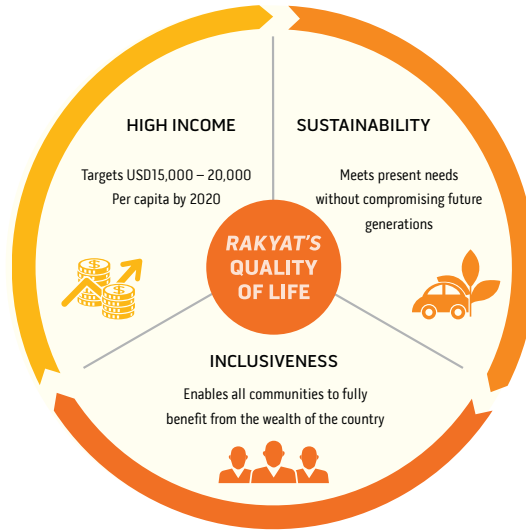 HIGH INCOME
Targets USD15,000 – 20,000
Per capita by 2020
SUSTAINABILITY
Meets present needs
without compromising future
generations
RAKYAT'S
QUALITY
OF LIFE
INCLUSIVENESS
Enables all communities to fully
benefit from the wealth of the country